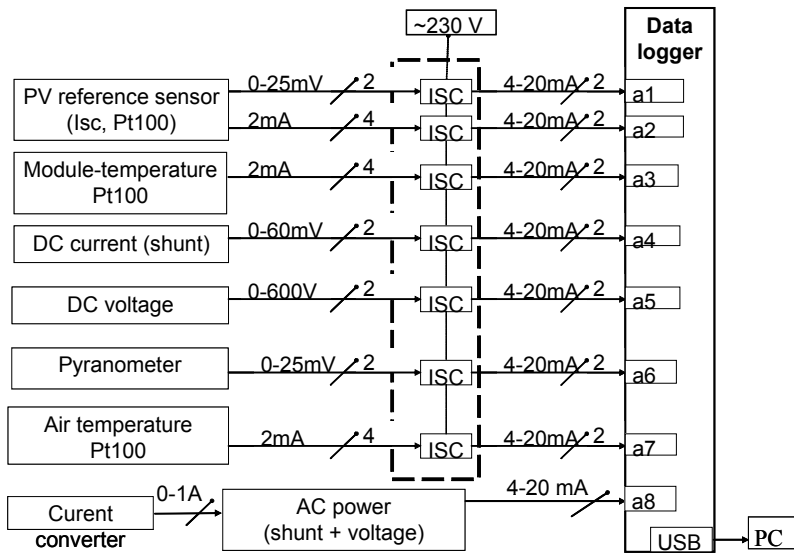 ~230 V
Data
logger
PV reference sensor
(Isc, Pt100)
0-25mV 2 ISC 4-20mA 2 a1
2mA 4 ISC 4-20mA 2 a2
Module-temperature
Pt100
2mA 4 ISC 4-20mA 2 a3
DC current (shunt) 0-60mV 2 ISC 4-20mA 2 a4
DC voltage 0-600V 2 ISC 4-20mA 2 a5
Pyranometer 0-25mV 2 ISC 4-20mA 2 a6
Air temperature
Pt100
2mA 4 ISC 4-20mA 2 a7
Curent
converter
0-1A
AC power
(shunt + voltage)
4-20 mA a8
USB PC